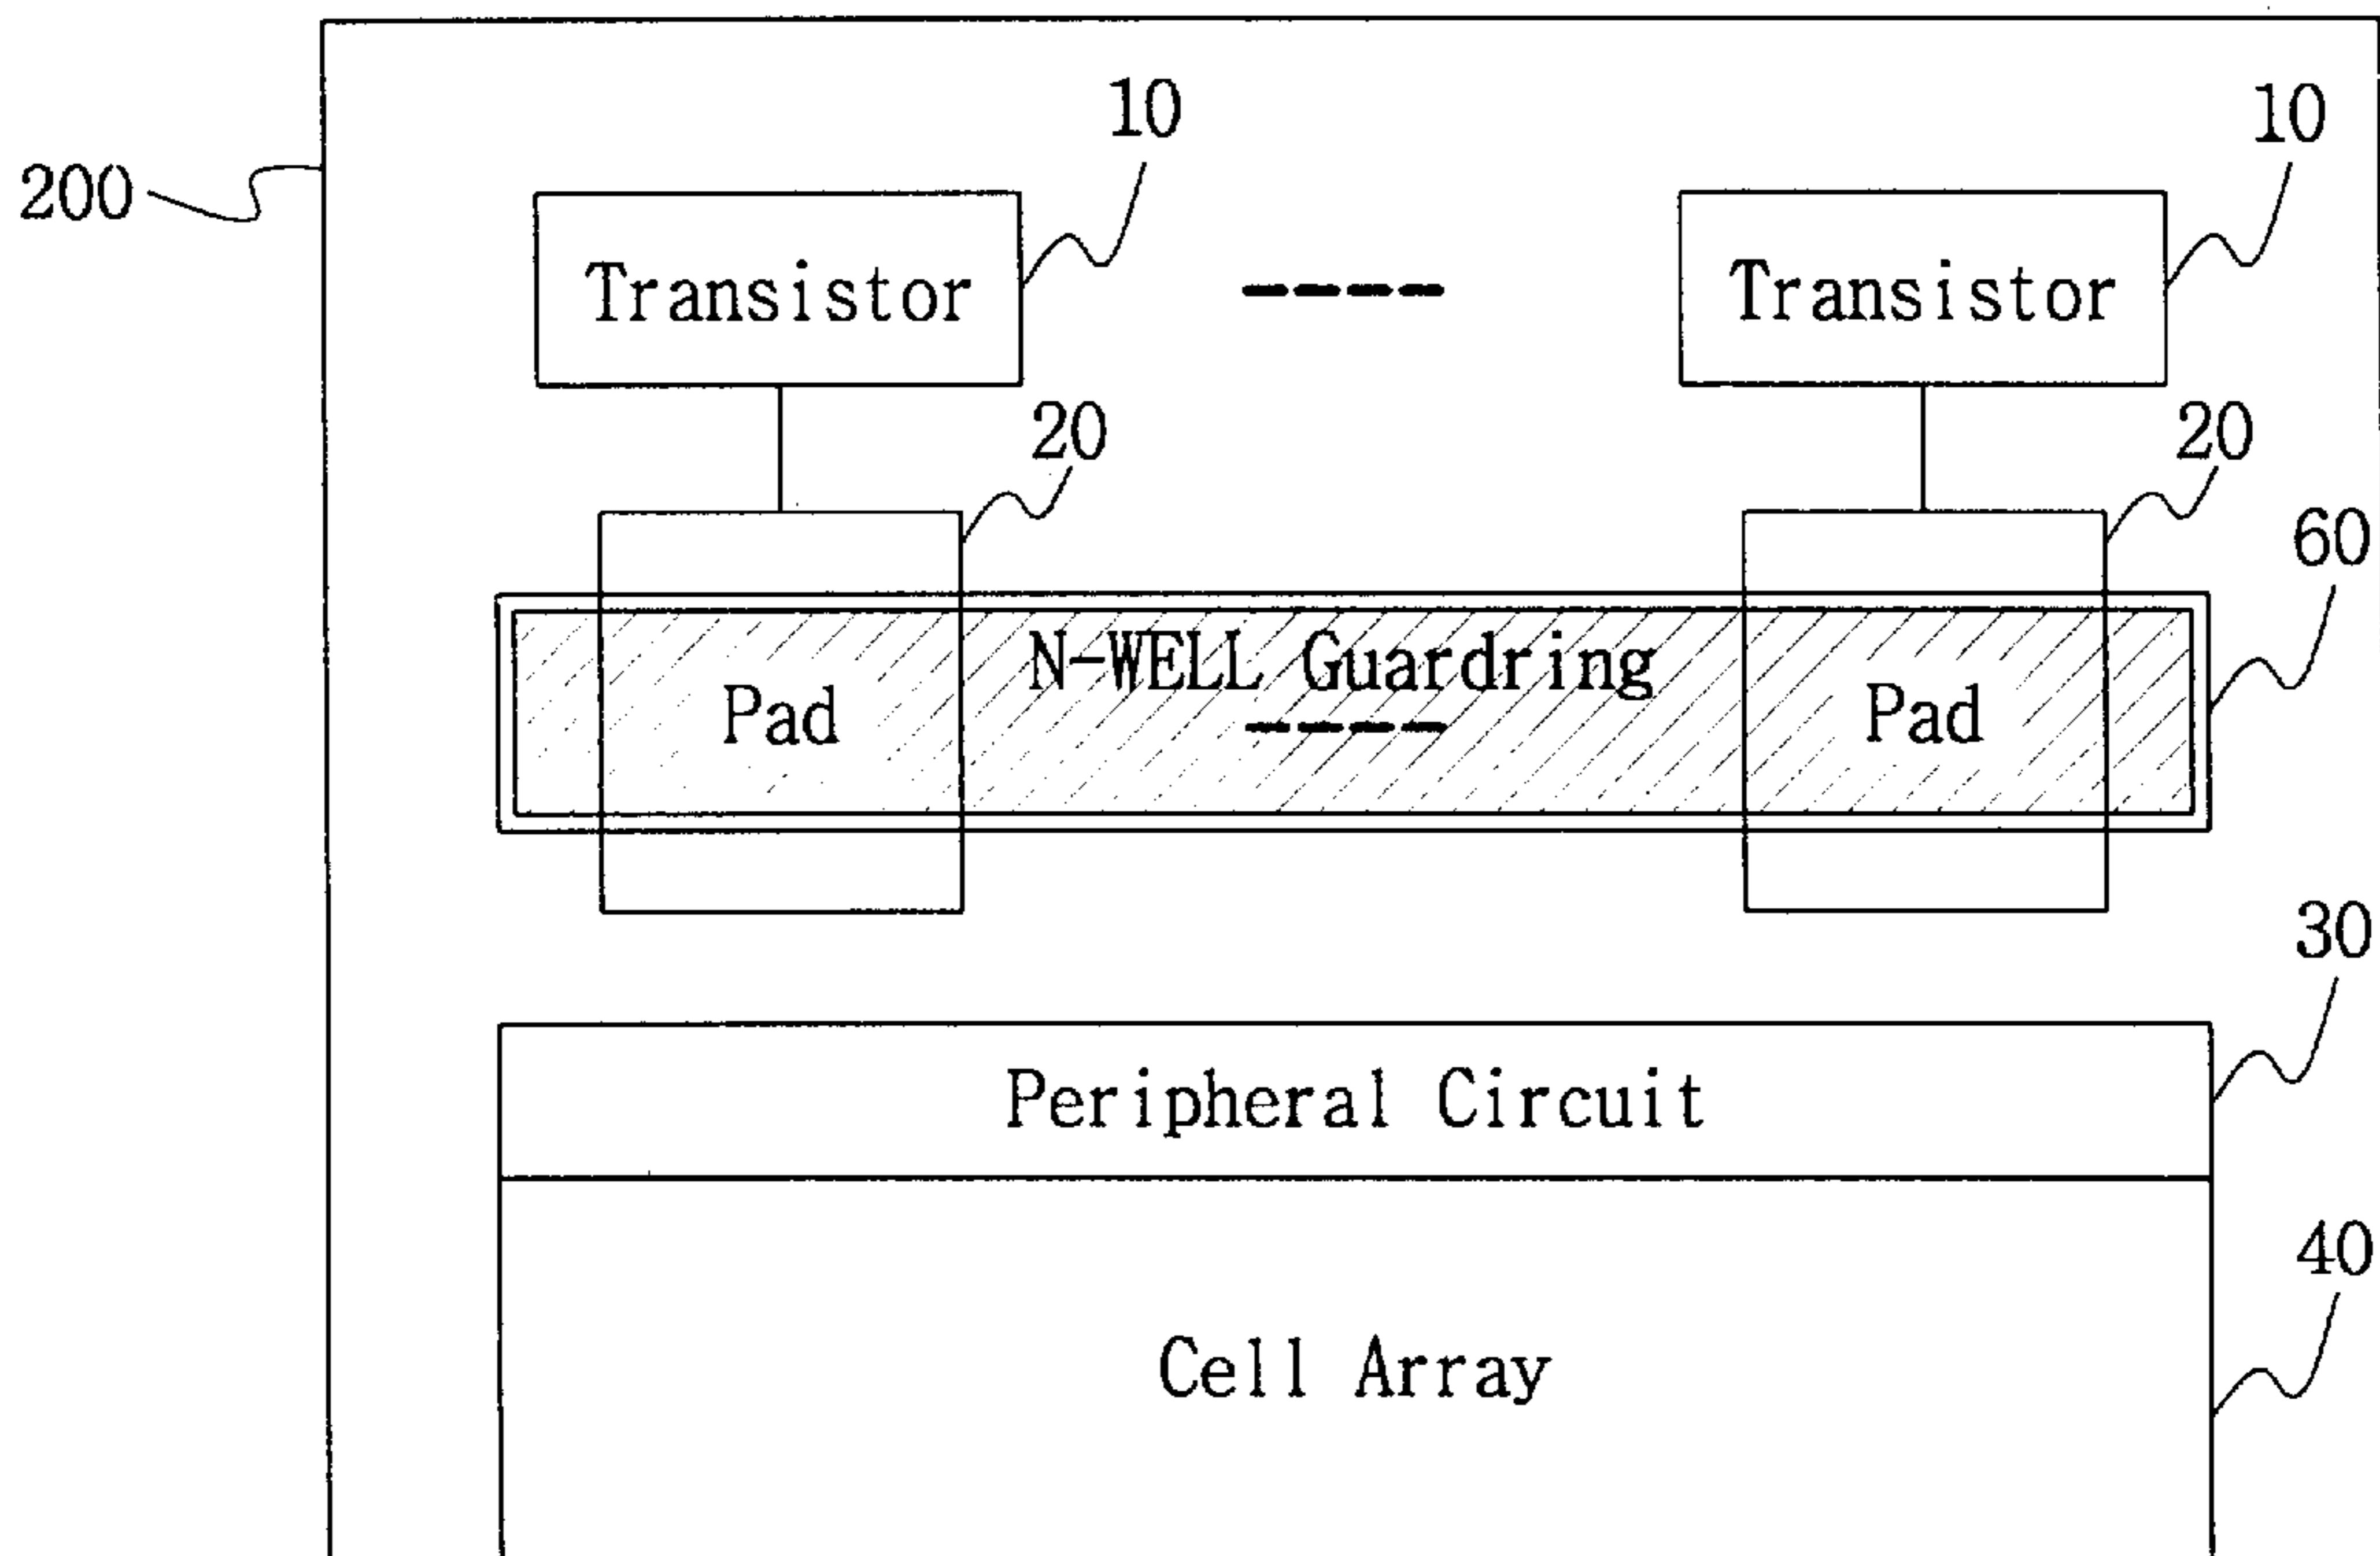 10
10
200
Transistor
Transistor
20
20
60
N-WELL Guardring
Pad
Pad
30
Peripheral Circuit
40
Cell Array